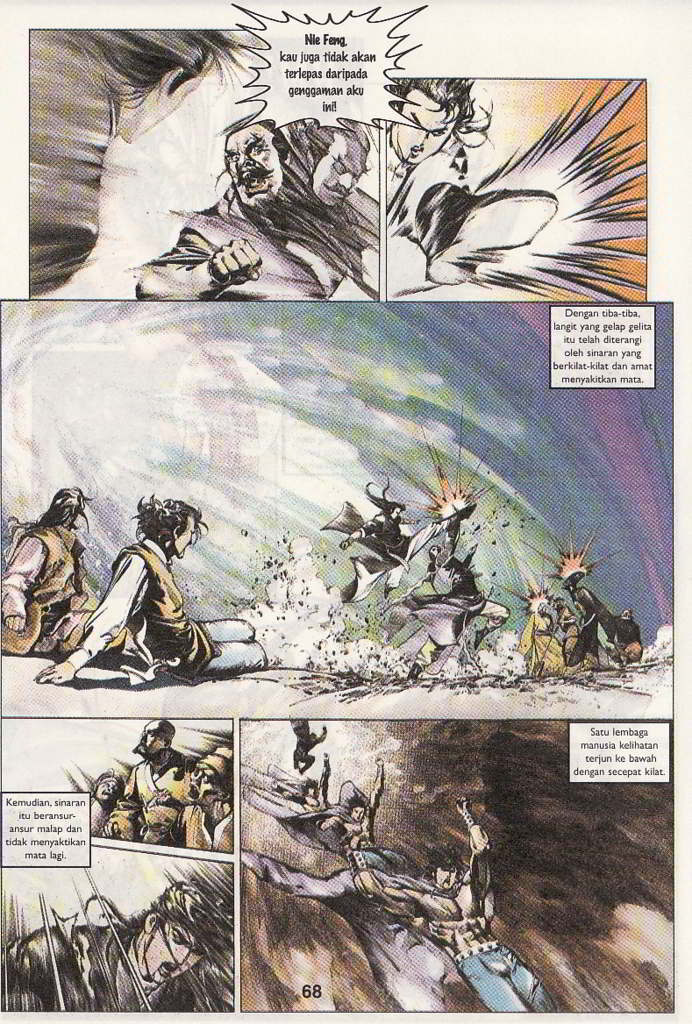 Nie Feng,
kau juga tidak akan
terlepas daripada
genggaman aku
ini!
Dengan tiba-tiba,
langit yang gelap gelita
itu telah diterangi
oleh sinaran yang
berkilat-kilat dan amat
menyakitkan mata.
Kemudian, sinaran
itu beransur-
ansur malap dan
tidak menyaktikan
mata lagi.
Satu lembaga
manusia kelihatan
terjun ke bawah
dengan secepat kilat.
68